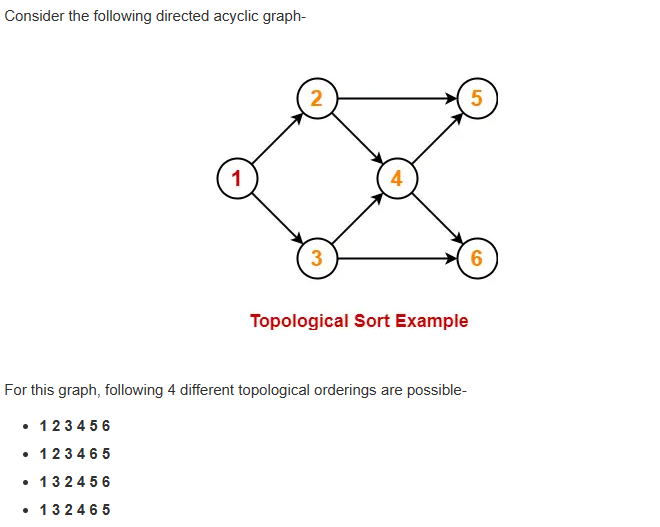 Consider the following directed acyclic graph-
2
5
1
4
3
6
Topological Sort Example
For this graph, following 4 different topological orderings are possible-
• 1 2 3 4 5 6
• 1 2 3 4 6 5
• 1 3 2 4 5 6
• 1 3 2 4 6 5